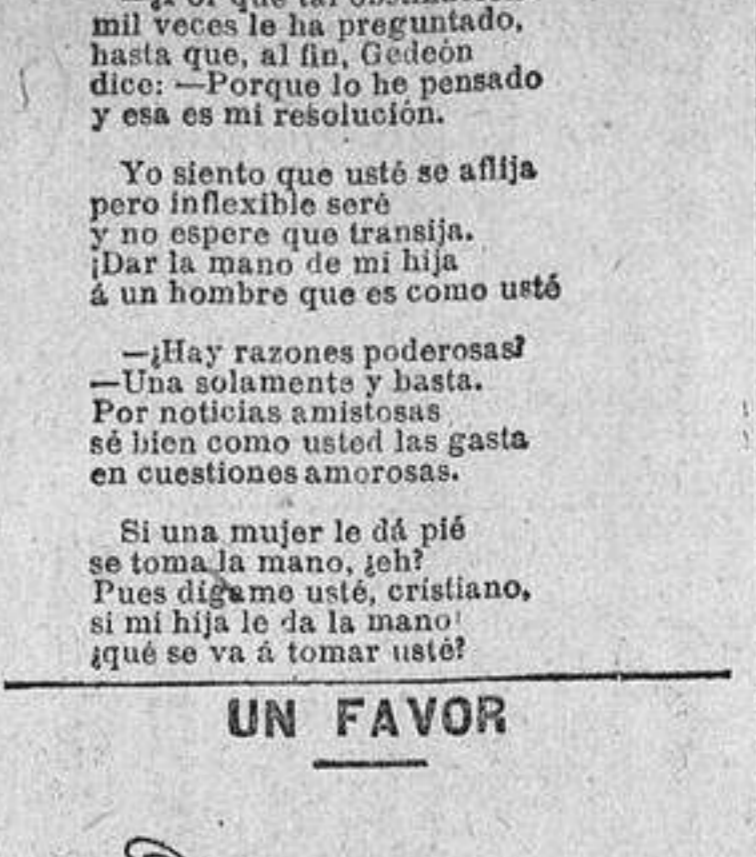 mil veces le ha preguntado,
hasta que, al fin, Gedeón
dice: —Porque lo he pensado
y esa es mi resolución.
Yo siento que usté se aflija
pero inflexible seré
y no espere que transija.
¡Dar la mano de mi hija
á un hombre que es como usté
—¿Hay razones poderosas?
—Una solamente y basta.
Por noticias amistosas
sé bien como usted las gasta
en cuestiones amorosas.
Si una mujer le dá pié
se toma la mano, ¿eh?
Pues dígame usté, cristiano,
si mi hija le da la mano
¿qué se va á tomar usté?
UN FAVOR